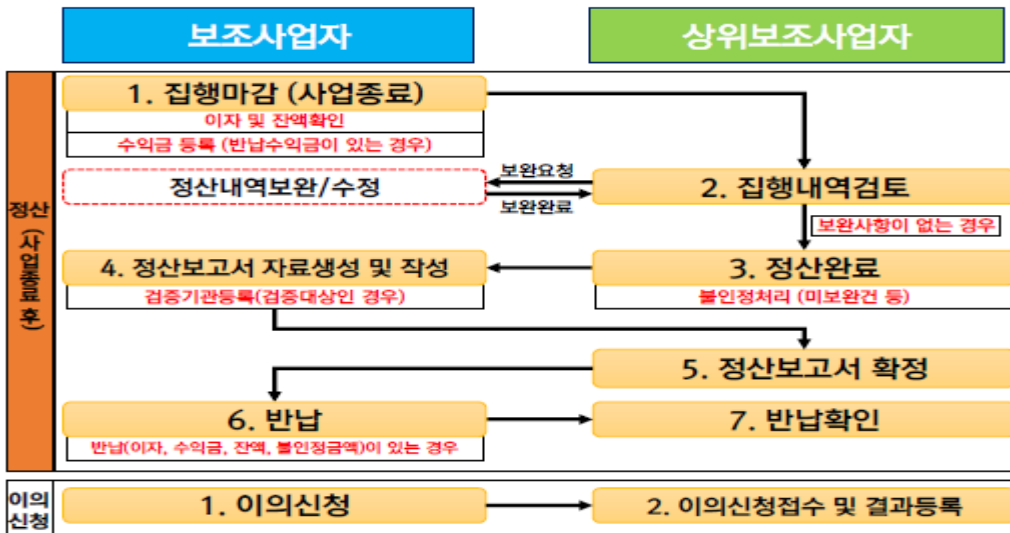 보조사업자
상위보조사업자
정산
(사업종료 후)
1. 집행마감 (사업종료)
이자 및 잔액확인
수익금 등록 (반납수익금이 있는 경우)
정산내역보완/수정
보완요청
보완완료
2. 집행내역검토
보완사항이 없는 경우
4. 정산보고서 자료생성 및 작성
검증기관등록(검증대상인 경우)
3. 정산완료
불인정처리 (미보완건 등)
5. 정산보고서 확정
6. 반납
반납(이자, 수익금, 잔액, 불인정금액)이 있는 경우
7. 반납확인
이의
신청
1. 이의신청
2. 이의신청접수 및 결과등록